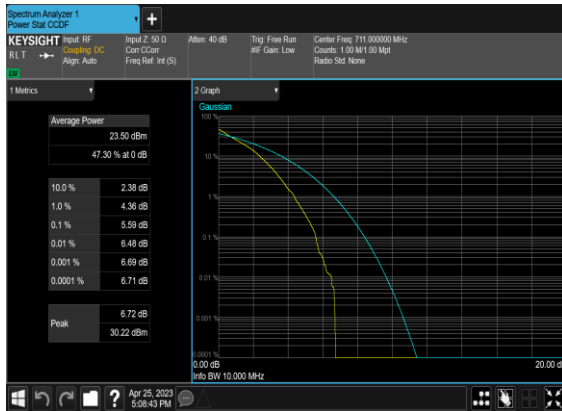 Spectrum Analyzer 1
Power Stat CCDF
+
KEYSIGHT
R L T
LXI
Input: RF
Coupling: DC
Align: Auto
Input Z: 50 Ω
Corr CCorr
Freq Ref: Int (S)
Atten: 40 dB
Trig: Free Run
#IF Gain: Low
Center Freq: 711.000000 MHz
Counts: 1.00 M/1.00 Mpt
Radio Std: None
1 Metrics
Average Power
23.50 dBm
47.30 % at 0 dB
10.0 % 2.38 dB
1.0 % 4.36 dB
0.1 % 5.59 dB
0.01 % 6.48 dB
0.001 % 6.69 dB
0.0001 % 6.71 dB
Peak
6.72 dB
30.22 dBm
2 Graph
Gaussian
100 %
10 %
1 %
0.1 %
0.01 %
0.001 %
0.0001 %
0.00 dB
20.00 d
Info BW 10.000 MHz
?
Apr 25, 2023
5:08:43 PM